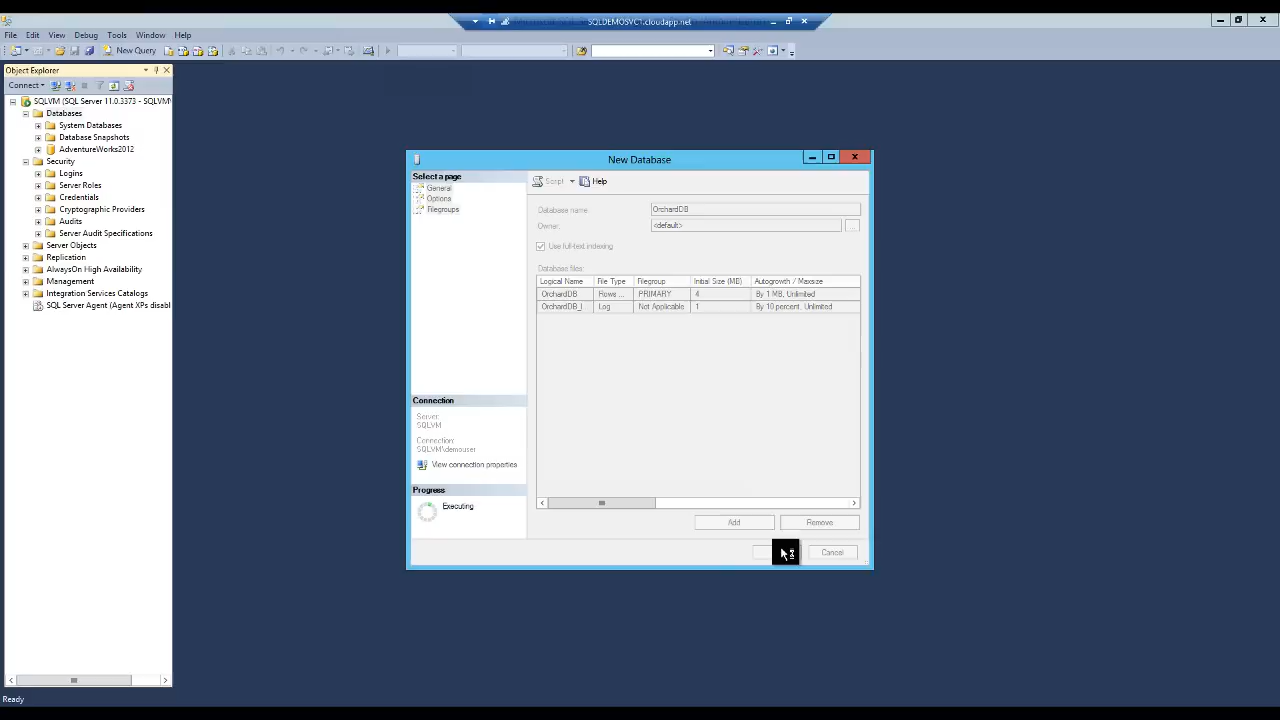 SQLDEMOSVC1.cloudapp.net
File Edit View Debug Tools Window Help
New Query
Object Explorer
Connect
SQLVM (SQL Server 11.0.3373 - SQLVM\
Databases
System Databases
Database Snapshots
AdventureWorks2012
Security
Logins
Server Roles
Credentials
Cryptographic Providers
Audits
Server Audit Specifications
Server Objects
Replication
AlwaysOn High Availability
Management
Integration Services Catalogs
SQL Server Agent (Agent XPs disabl
New Database
Select a page
General
Options
Filegroups
Connection
Server:
SQLVM
Connection:
SQLVM\demouser
View connection properties
Progress
Executing
Script Help
Database name: OrchardDB
Owner: <default> ...
Use full-text indexing
Database files:
Logical Name File Type Filegroup Initial Size (MB) Autogrowth / Maxsize
OrchardDB Rows ... PRIMARY 4 By 1 MB, Unlimited
OrchardDB_l Log Not Applicable 1 By 10 percent, Unlimited
Add Remove
Cancel
Ready